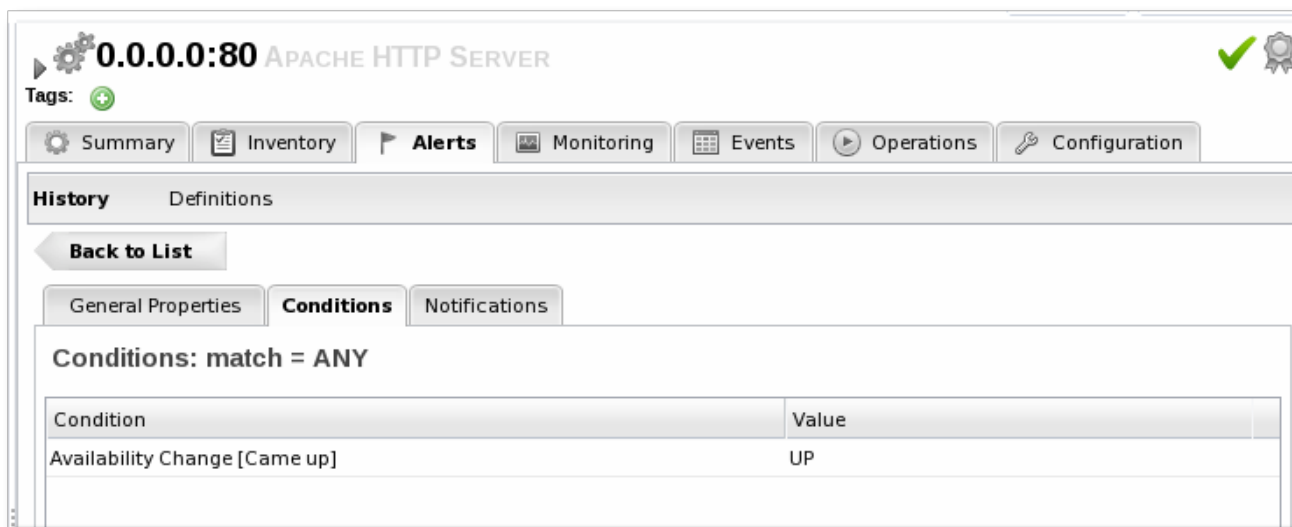 0.0.0.0:80 APACHE HTTP SERVER
Tags:
Summary Inventory Alerts Monitoring Events Operations Configuration
History Definitions
Back to List
General Properties Conditions Notifications
Conditions: match = ANY
Condition Value
Availability Change [Came up] UP